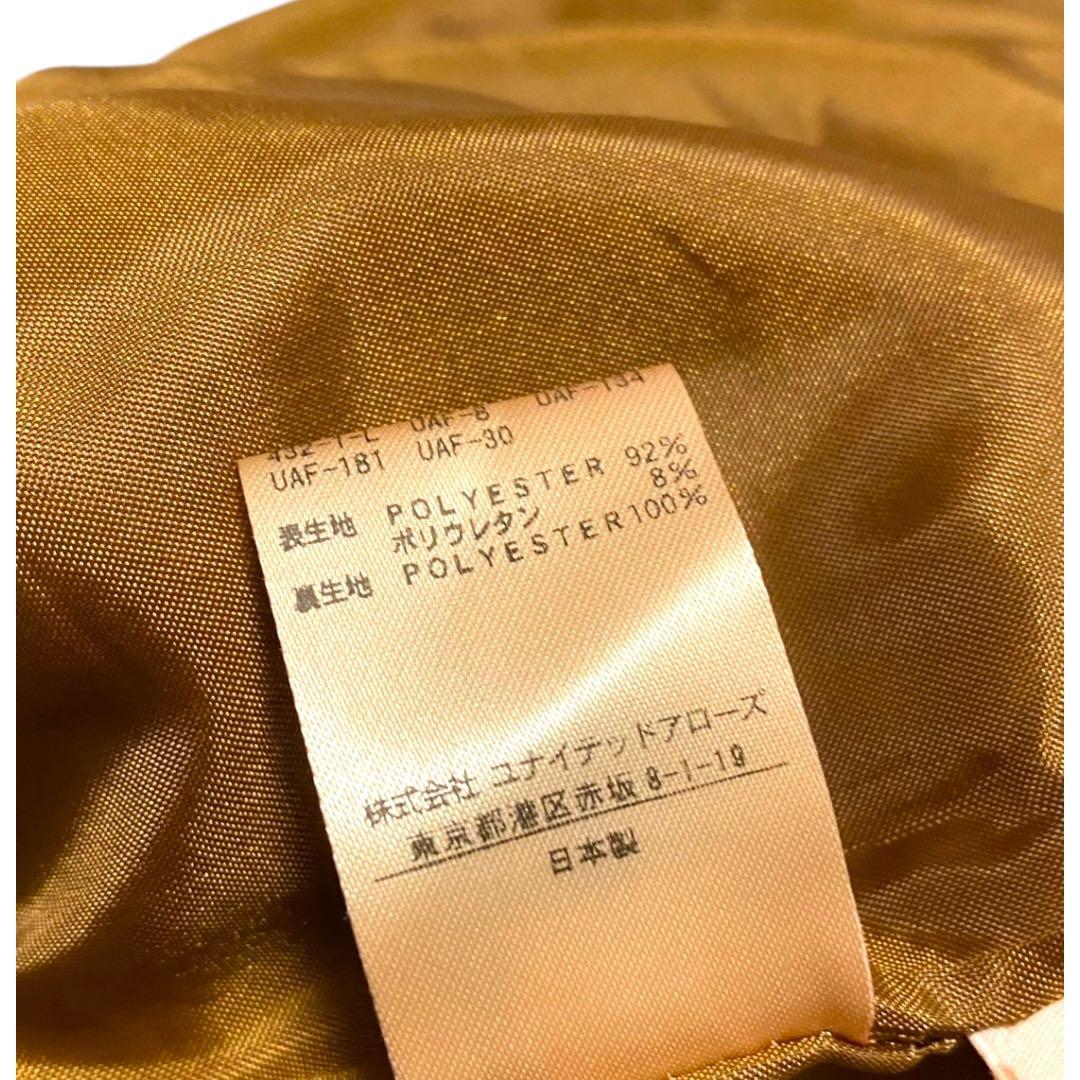 432-1-L UAF-8 UAF-134
UAF-181 UAF-30
表生地 POLYESTER 92%
ポリウレタン 8%
裏生地 POLYESTER100%
株式会社 ユナイテッドアローズ
東京都港区赤坂8-1-19
日本製